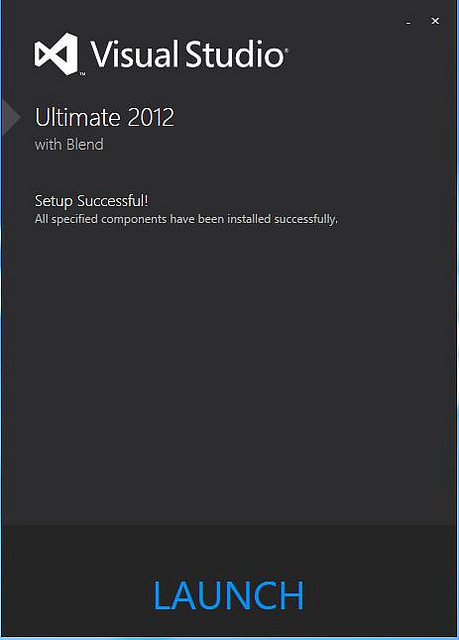 Visual Studio
Ultimate 2012
with Blend
Setup Successful!
All specified components have been installed successfully.
LAUNCH